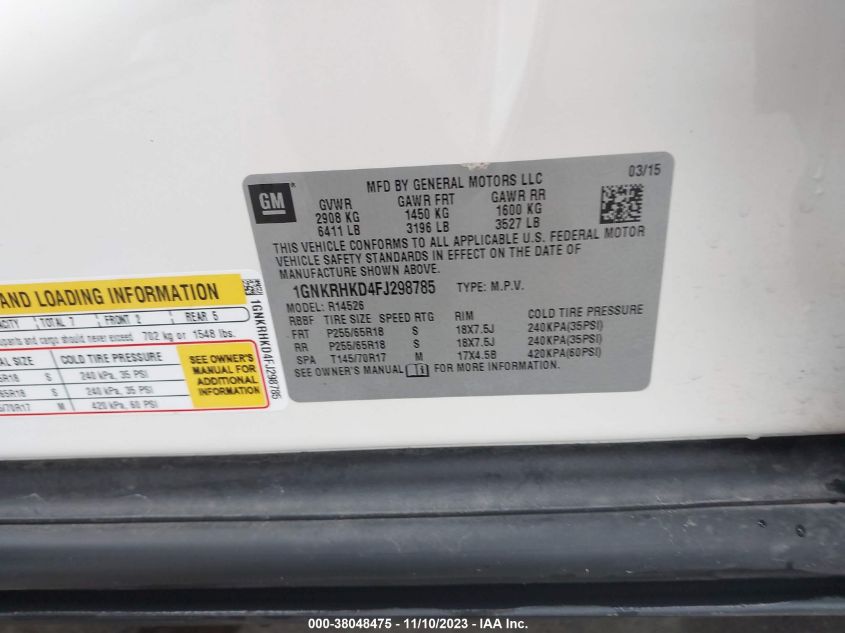 GM
MFD BY GENERAL MOTORS LLC
03/15
GVWR GAWR FRT GAWR RR
2908 KG 1450 KG 1600 KG
6411 LB 3196 LB 3527 LB
THIS VEHICLE CONFORMS TO ALL APPLICABLE U.S. FEDERAL MOTOR
VEHICLE SAFETY STANDARDS IN EFFECT ON THE DATE OF
MANUFACTURE SHOWN ABOVE.
1GNKRHKD4FJ298785 TYPE: M.P.V.
MODEL: R14526
RBBF TIRE SIZE SPEED RTG RIM COLD TIRE PRESSURE
FRT P255/65R18 S 18X7.5J 240KPA(35PSI)
RR P255/65R18 S 18X7.5J 240KPA(35PSI)
SPA T145/70R17 M 17X4.5B 420KPA(60PSI)
SEE OWNER'S MANUAL FOR MORE INFORMATION.
AND LOADING INFORMATION
TOTAL 7 FRONT 2 REAR 5
and cargo should never exceed 702 kg or 1548 lbs.
SIZE COLD TIRE PRESSURE
S 240 kPa, 35 PSI
S 240 kPa, 35 PSI
M 420 kPa, 60 PSI
SEE OWNER'S
MANUAL FOR
ADDITIONAL
INFORMATION
1GNKRHKD4FJ298785
000-38048475 - 11/10/2023 - IAA Inc.